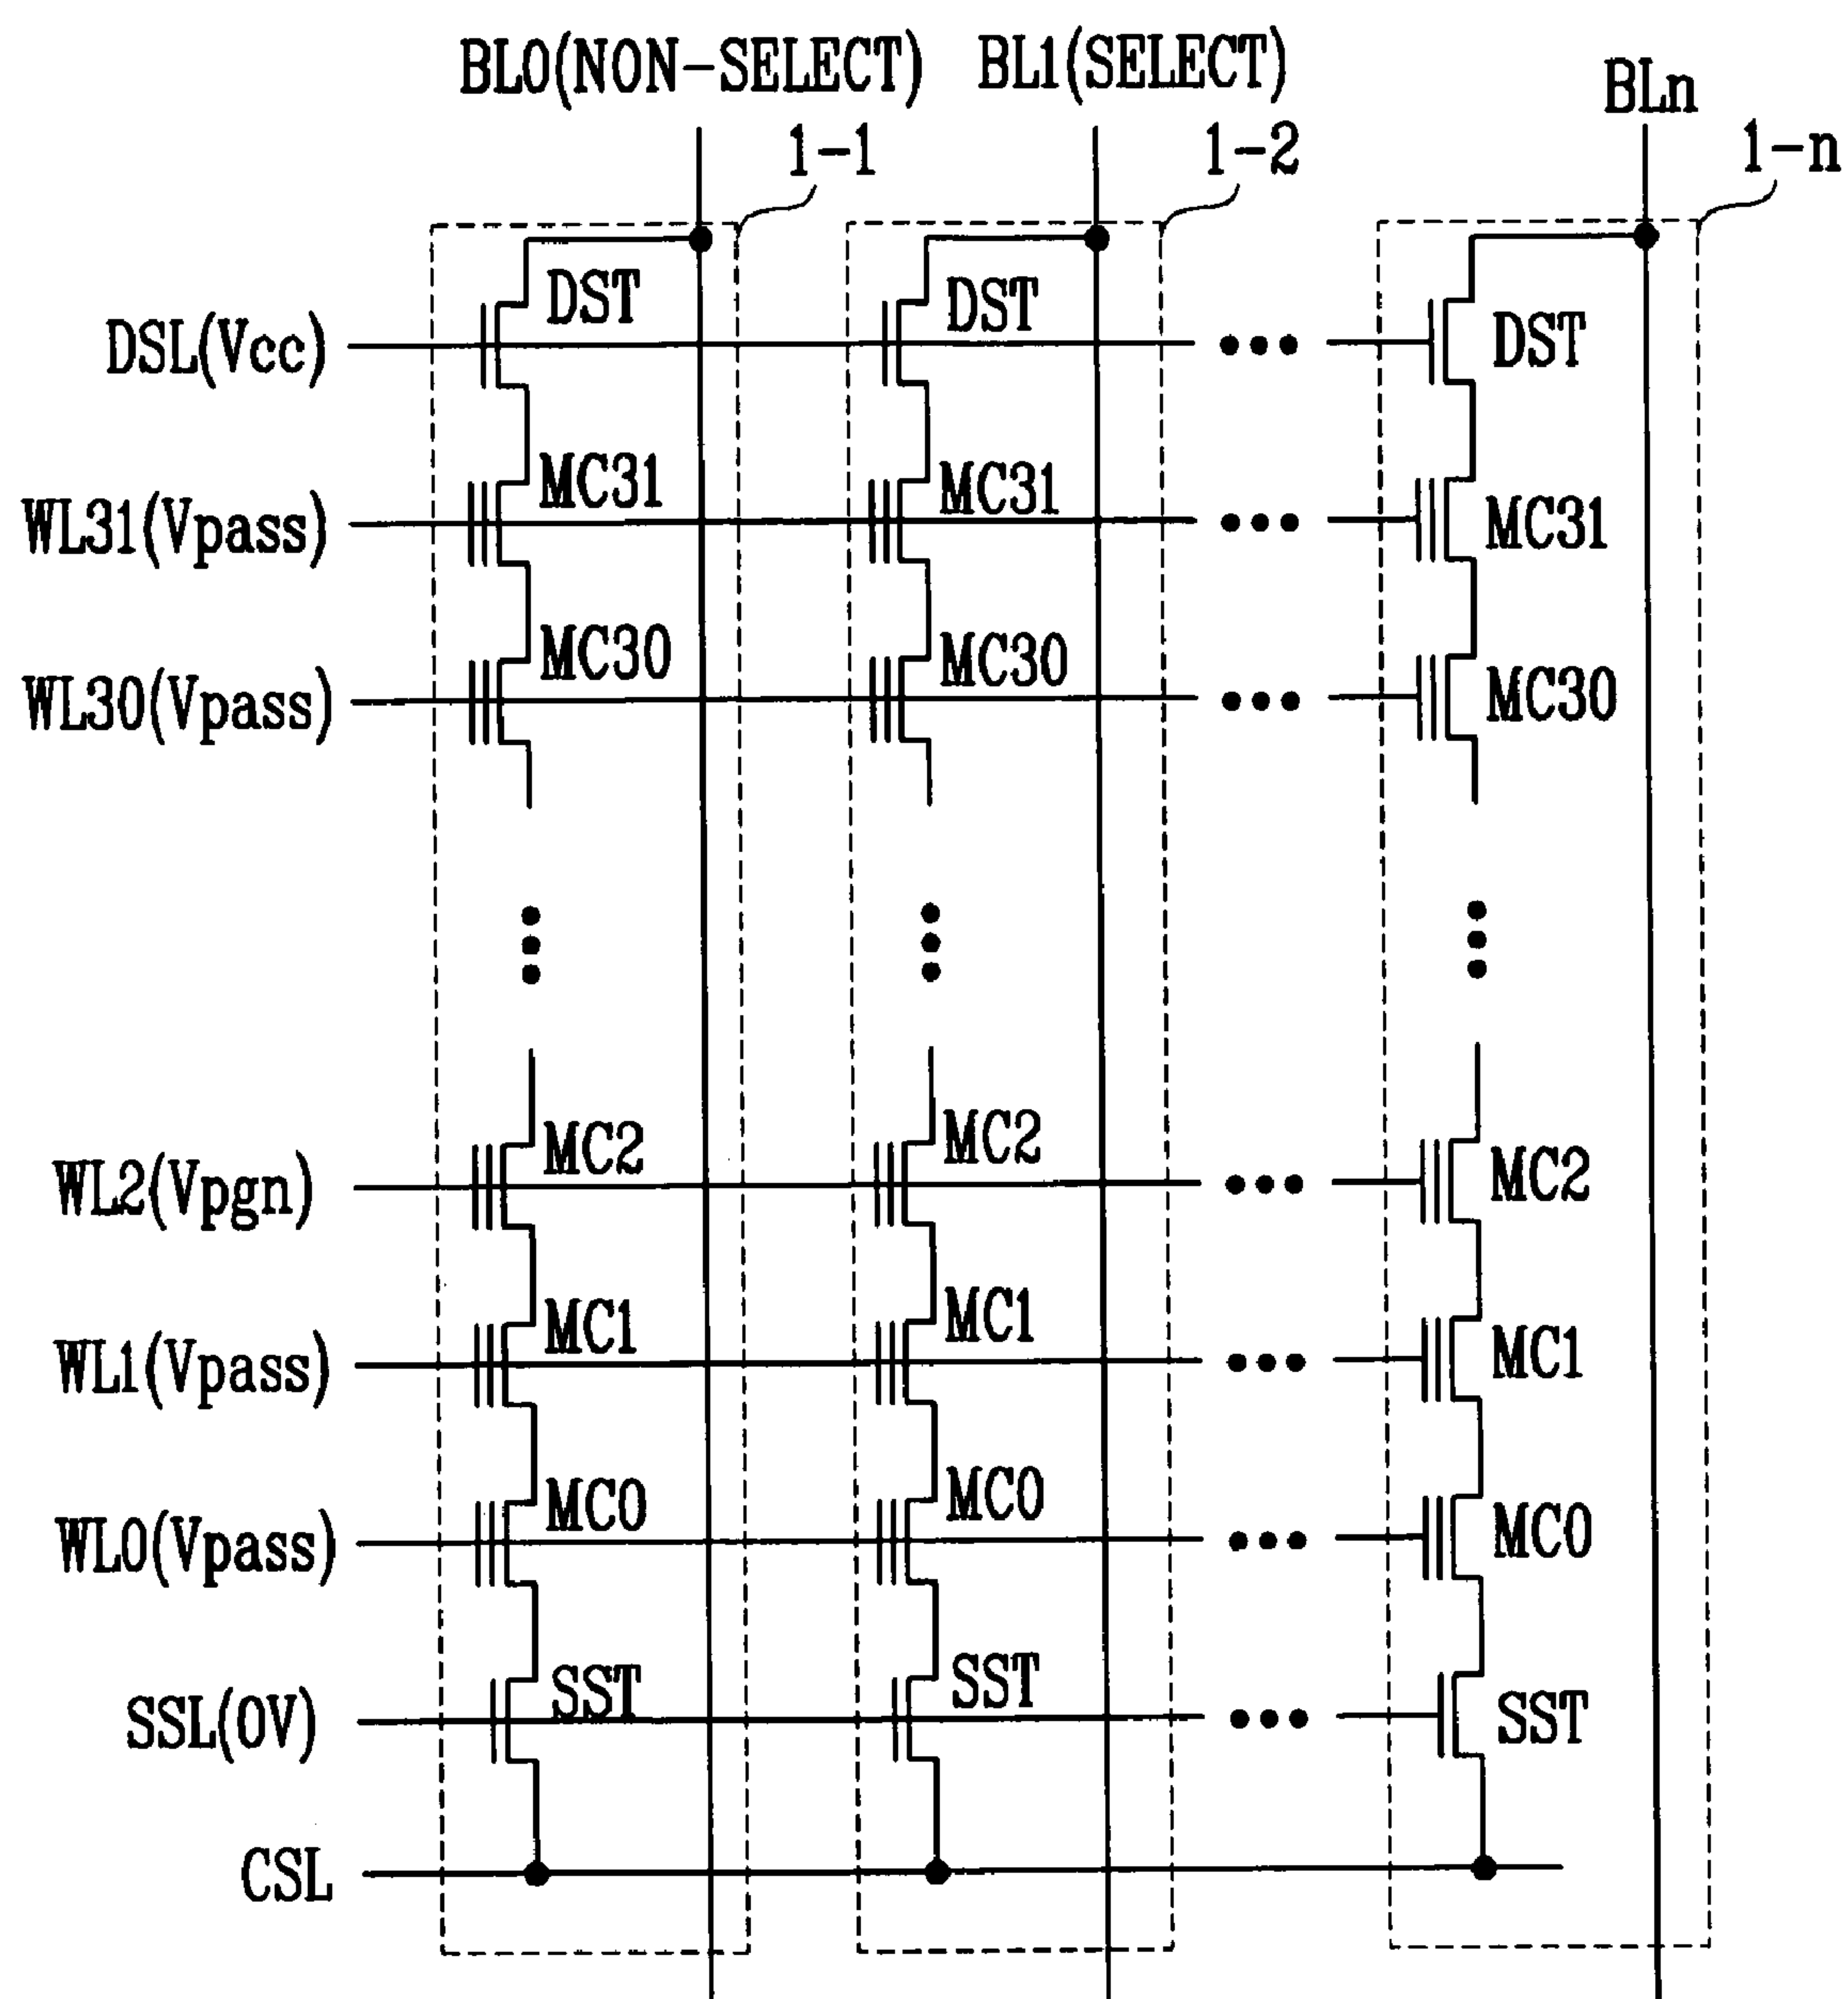 BL0(NON-SELECT) BL1(SELECT) BLn
1-1 1-2 1-n
DSL(Vcc) DST DST DST
WL31(Vpass) MC31 MC31 MC31
WL30(Vpass) MC30 MC30 MC30
WL2(Vpgn) MC2 MC2 MC2
WL1(Vpass) MC1 MC1 MC1
WL0(Vpass) MC0 MC0 MC0
SSL(0V) SST SST SST
CSL